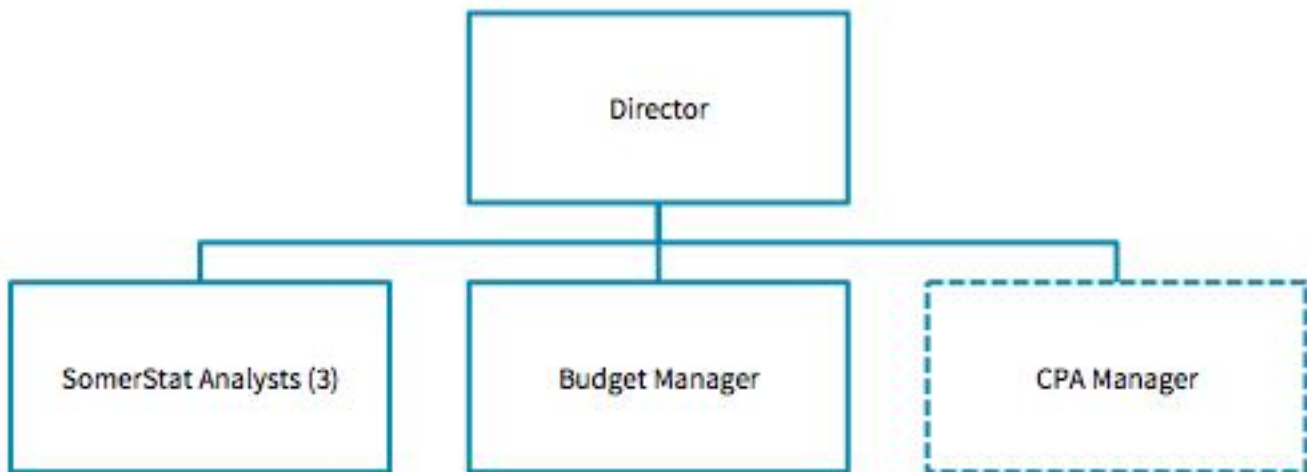 Director
SomerStat Analysts (3)
Budget Manager
CPA Manager